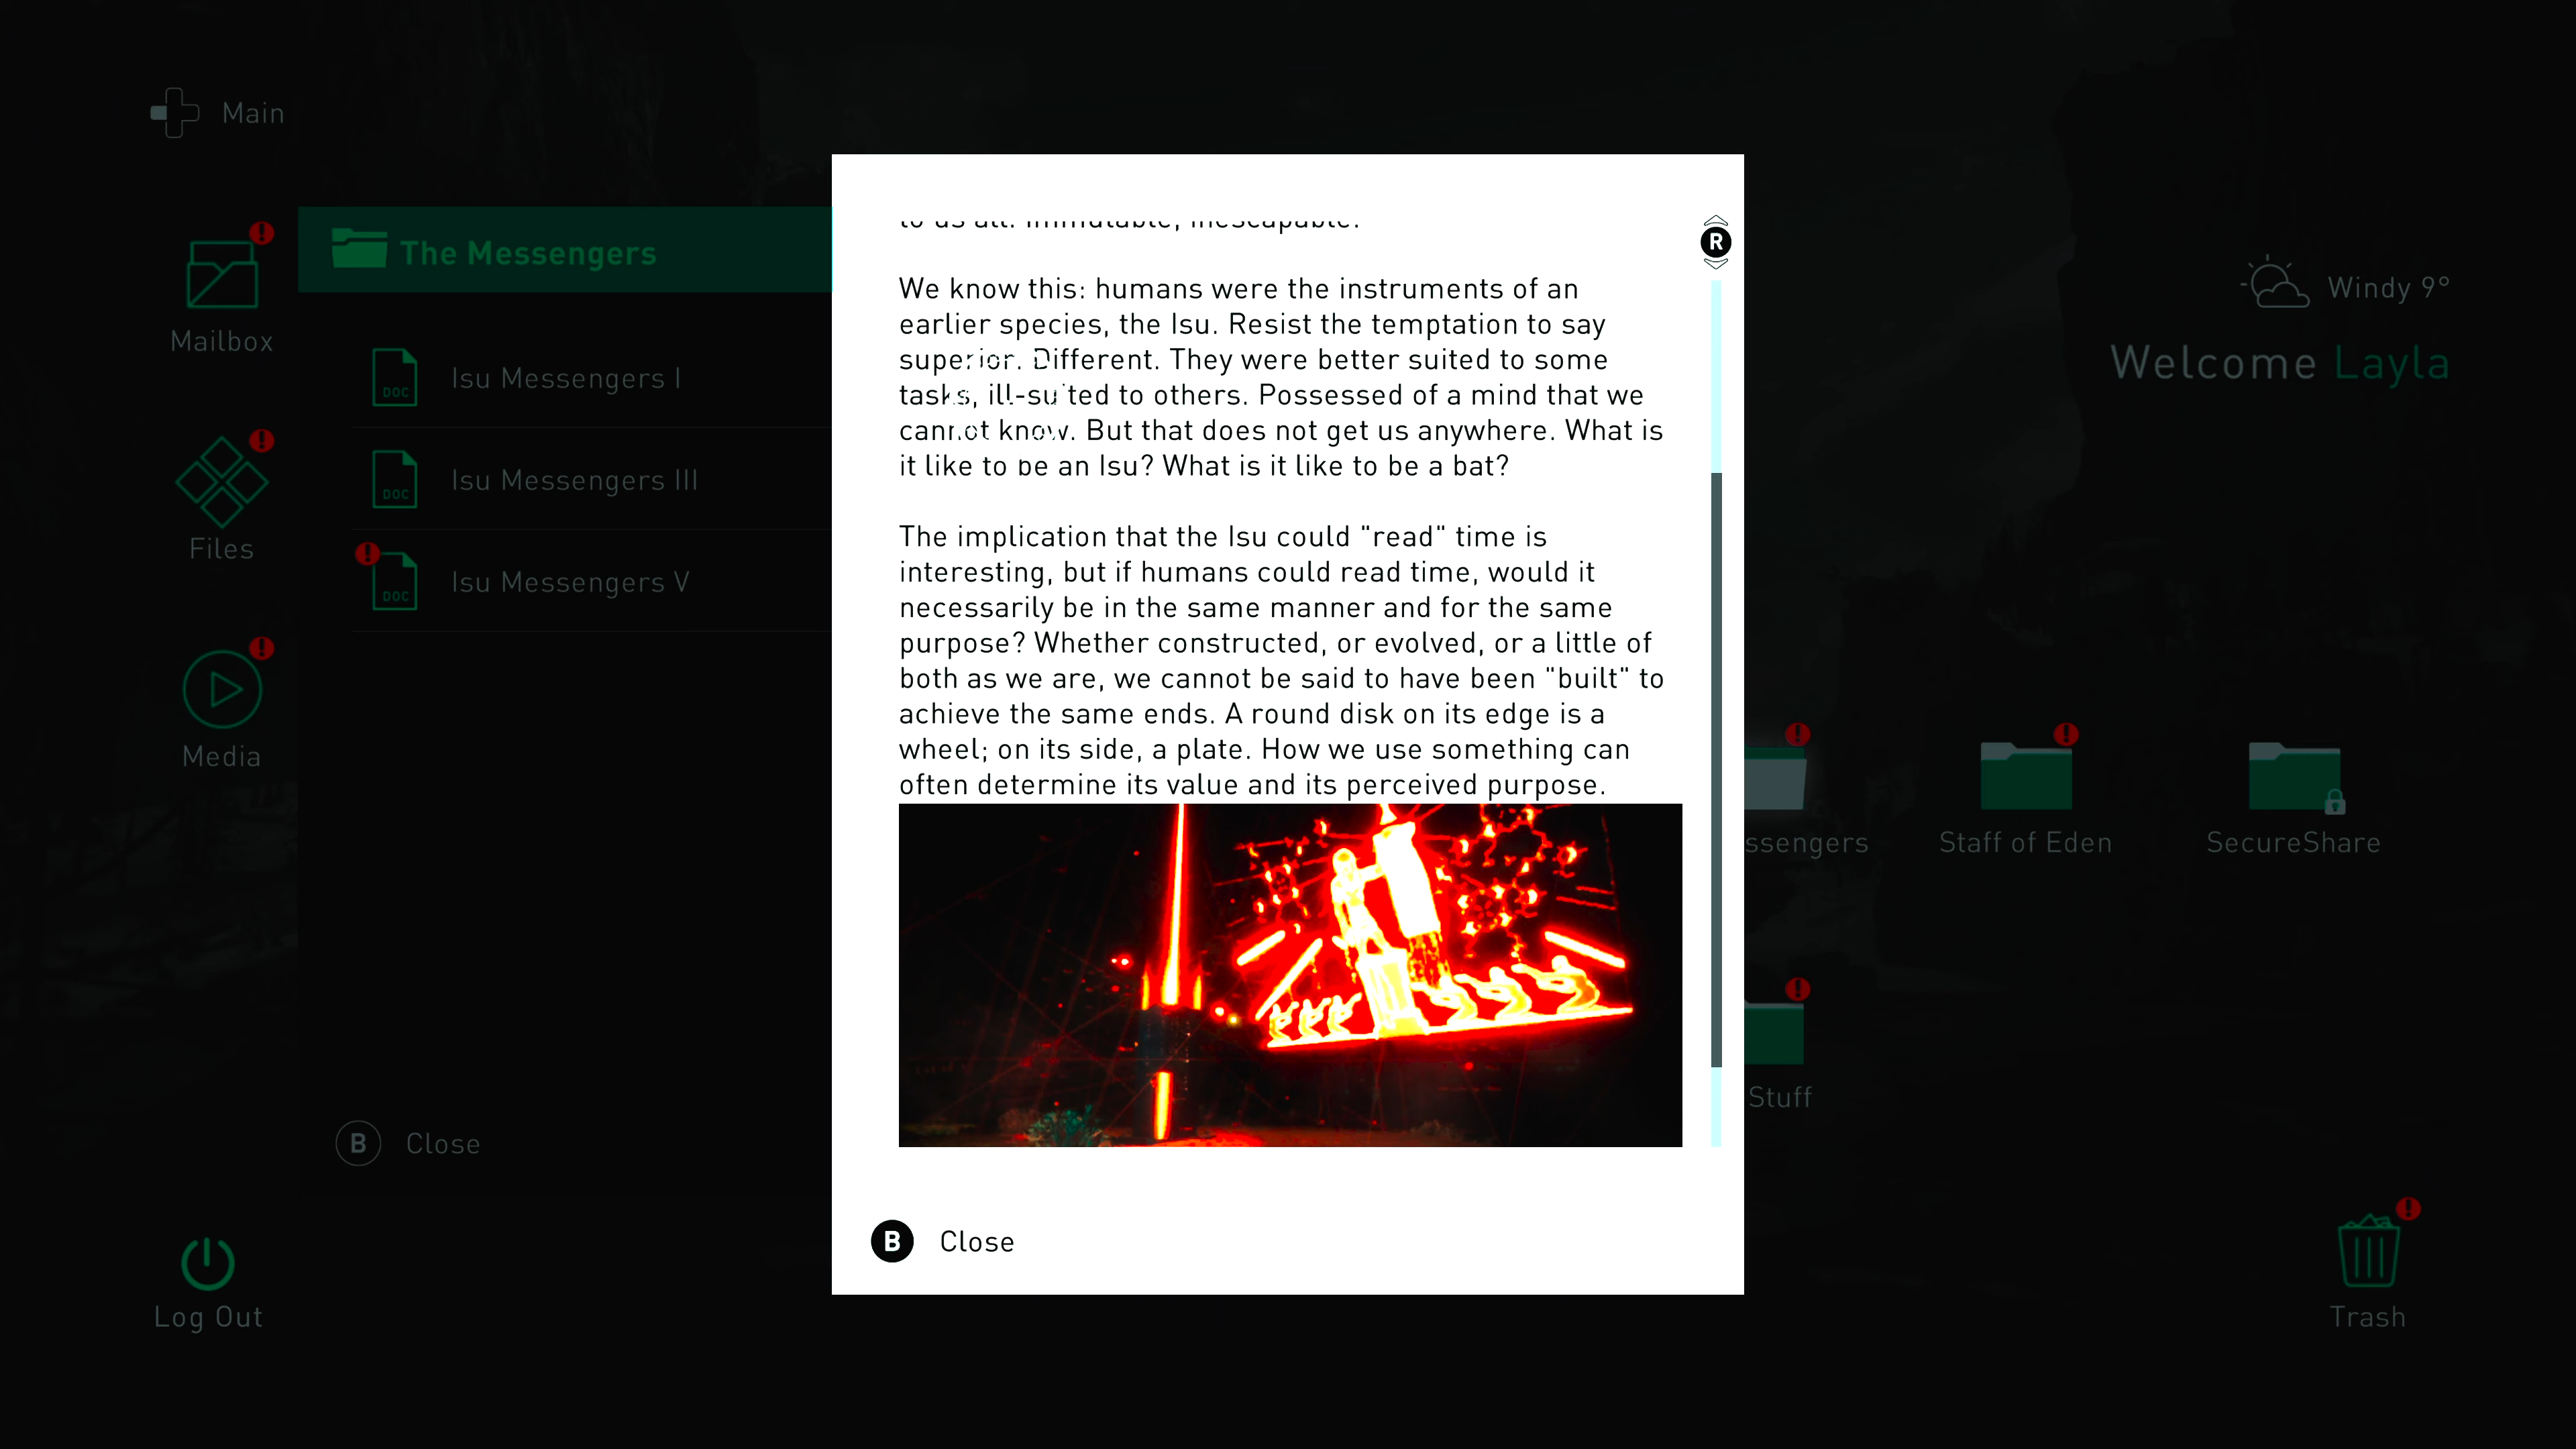 Main
Mailbox
Files
Media
Log Out
The Messengers
Isu Messengers I
DOC
Isu Messengers III
DOC
Isu Messengers V
DOC
B Close
to us all. Immutable, inescapable.
R
We know this: humans were the instruments of an
earlier species, the Isu. Resist the temptation to say
superior. Different. They were better suited to some
tasks, ill-suited to others. Possessed of a mind that we
cannot know. But that does not get us anywhere. What is
it like to be an Isu? What is it like to be a bat?
The implication that the Isu could "read" time is
interesting, but if humans could read time, would it
necessarily be in the same manner and for the same
purpose? Whether constructed, or evolved, or a little of
both as we are, we cannot be said to have been "built" to
achieve the same ends. A round disk on its edge is a
wheel; on its side, a plate. How we use something can
often determine its value and its perceived purpose.
B Close
Windy 9°
Welcome Layla
ssengers
Staff of Eden
SecureShare
Stuff
Trash